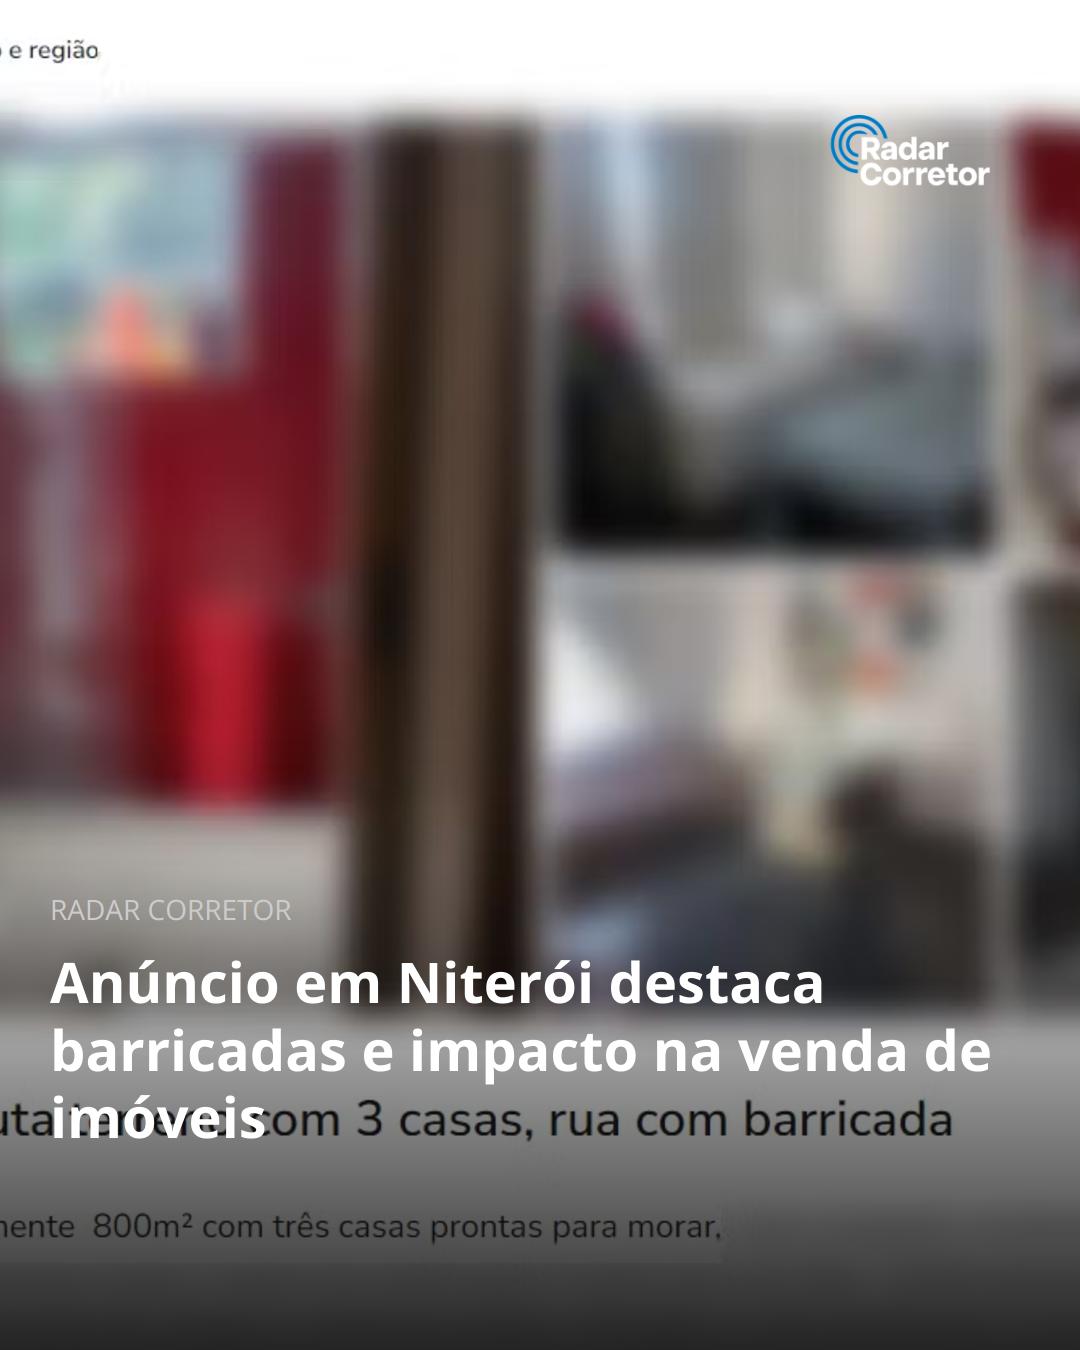 e região
Radar
Corretor
RADAR CORRETOR
Anúncio em Niterói destaca
barricadas e impacto na venda de
imóveis
terreno com 3 casas, rua com barricada
800m² com três casas prontas para morar,